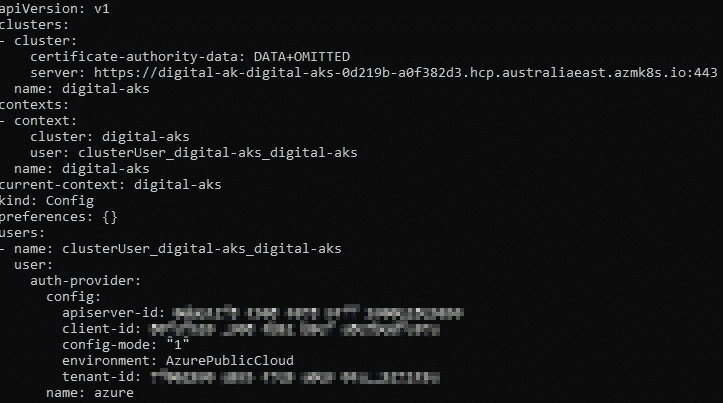 apiVersion: v1
clusters:
- cluster:
    certificate-authority-data: DATA+OMITTED
    server: https://digital-ak-digital-aks-0d219b-a0f382d3.hcp.australiaeast.azmk8s.io:443
  name: digital-aks
contexts:
- context:
    cluster: digital-aks
    user: clusterUser_digital-aks_digital-aks
  name: digital-aks
current-context: digital-aks
kind: Config
preferences: {}
users:
- name: clusterUser_digital-aks_digital-aks
  user:
    auth-provider:
      config:
        apiserver-id:
        client-id:
        config-mode: "1"
        environment: AzurePublicCloud
        tenant-id:
      name: azure